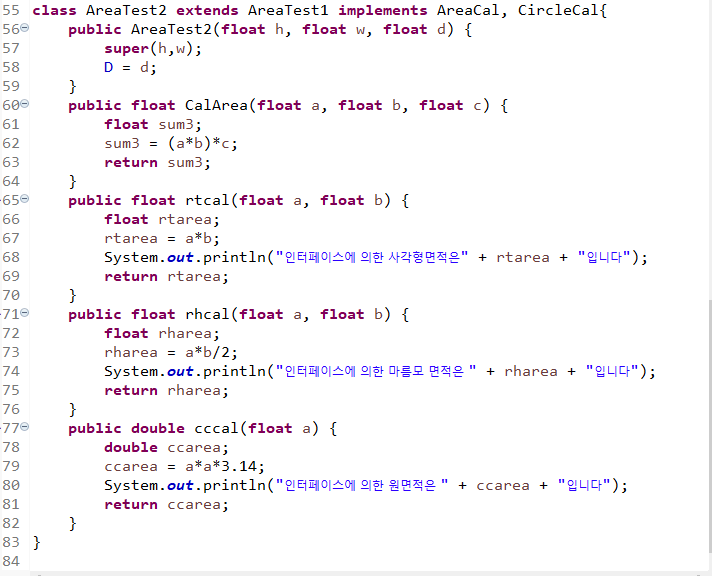 55 class AreaTest2 extends AreaTest1 implements AreaCal, CircleCal{
56 public AreaTest2(float h, float w, float d) {
57 super(h,w);
58 D = d;
59 }
60 public float CalArea(float a, float b, float c) {
61 float sum3;
62 sum3 = (a*b)*c;
63 return sum3;
64 }
65 public float rtcal(float a, float b) {
66 float rtarea;
67 rtarea = a*b;
68 System.out.println("인터페이스에 의한 사각형면적은" + rtarea + "입니다");
69 return rtarea;
70 }
71 public float rhcal(float a, float b) {
72 float rharea;
73 rharea = a*b/2;
74 System.out.println("인터페이스에 의한 마름모 면적은 " + rharea + "입니다");
75 return rharea;
76 }
77 public double cccal(float a) {
78 double ccarea;
79 ccarea = a*a*3.14;
80 System.out.println("인터페이스에 의한 원면적은 " + ccarea + "입니다");
81 return ccarea;
82 }
83 }
84